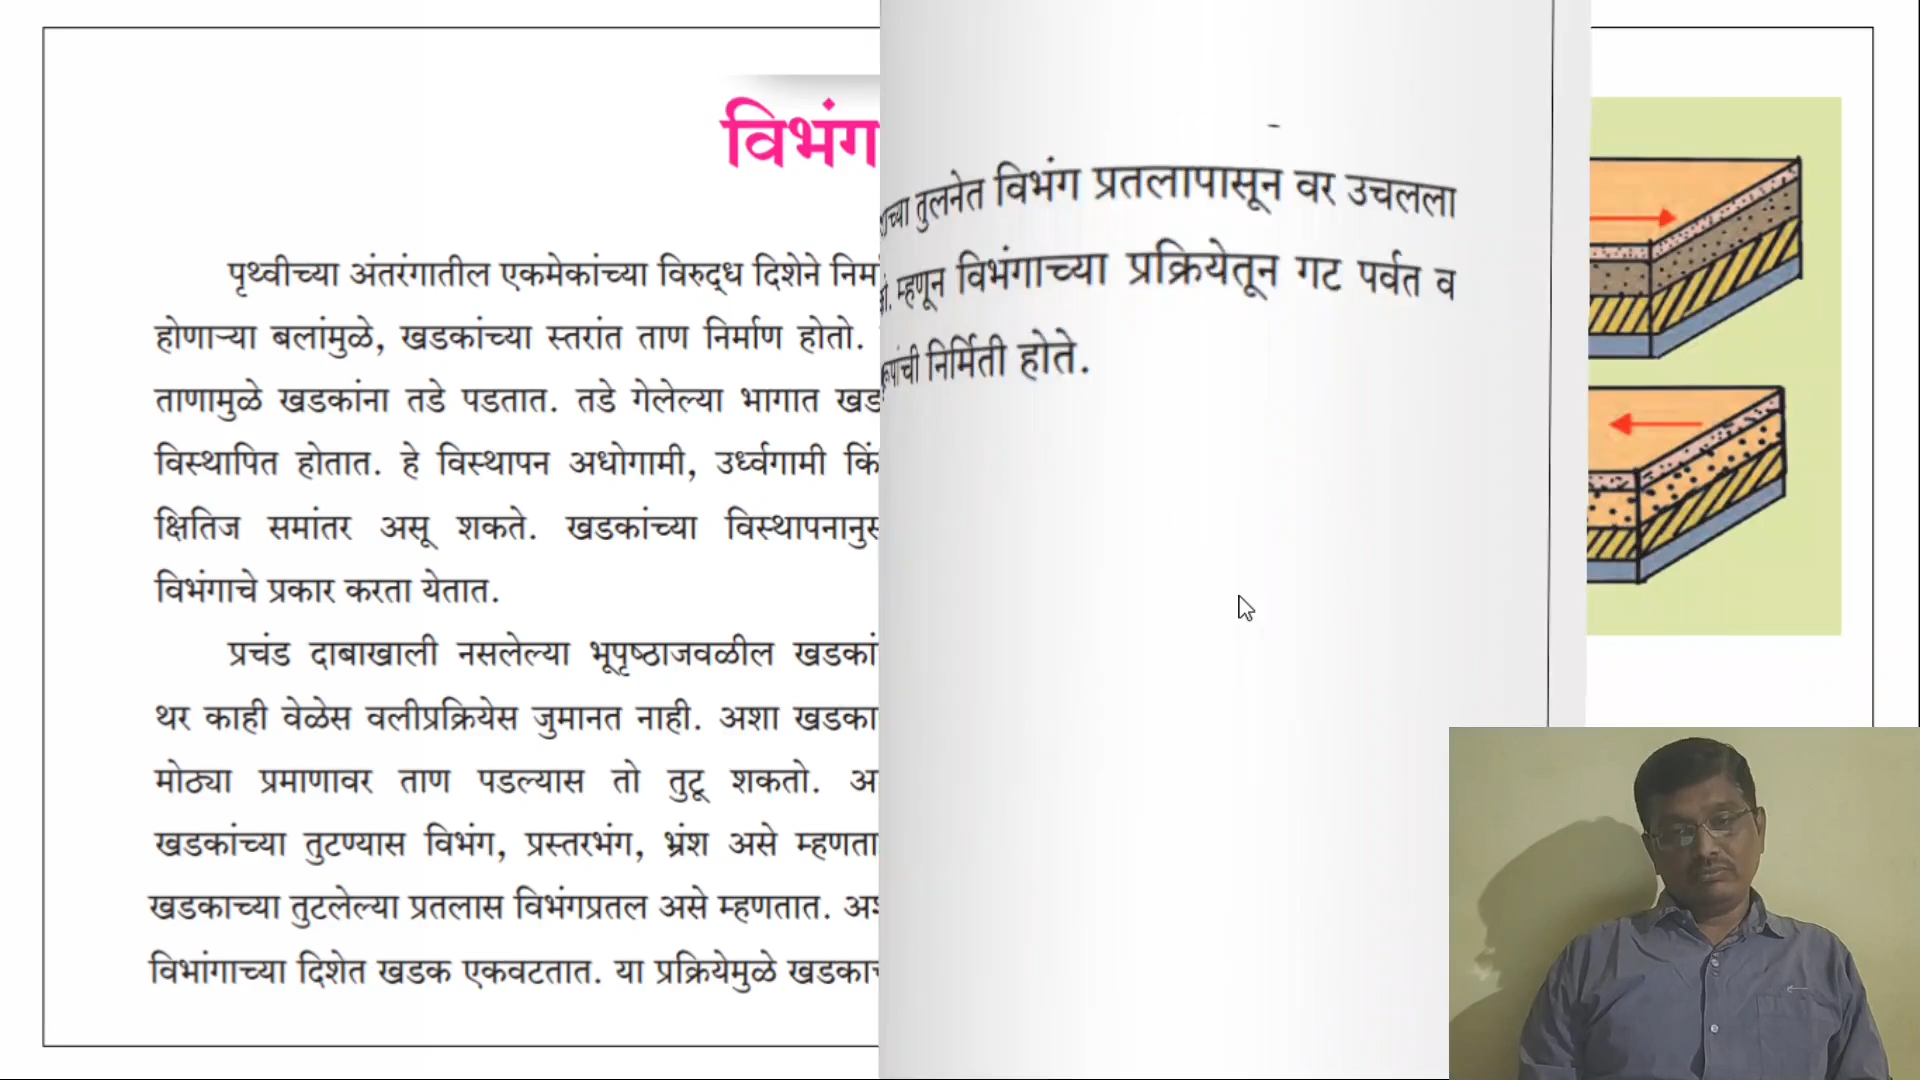 विभंग
पृथ्वीच्या अंतरंगातील एकमेकांच्या विरुद्ध दिशेने
होणाऱ्या बलांमुळे, खडकांच्या स्तरांत ताण निर्माण होतो.
ताणामुळे खडकांना तडे पडतात. तडे गेलेल्या भागात
विस्थापित होतात. हे विस्थापन अधोगामी, उर्ध्वगामी
क्षितिज समांतर असू शकते. खडकांच्या
विभंगाचे प्रकार करता येतात.
प्रचंड दाबाखाली नसलेल्या भूपृष्ठाजवळील
थर काही वेळेस वलीप्रक्रियेस जुमानत नाही. अशा
मोठ्या प्रमाणावर ताण पडल्यास तो तुटू शकतो.
खडकांच्या तुटण्यास विभंग, प्रस्तरभंग, भ्रंश असे
खडकाच्या तुटलेल्या प्रतलास विभंगप्रतल असे म्हणतात.
विभांगाच्या दिशेत खडक एकवटतात. या प्रक्रियेमुळे
तुलनेत विभंग प्रतलापासून वर उचलला
म्हणून विभंगाच्या प्रक्रियेतून गट पर्वत व
निर्मिती होते.